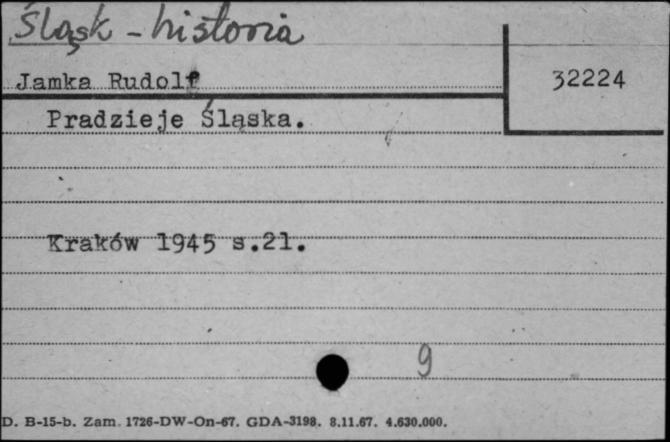 Śląsk - historia
Jamka Rudolf
32224
Pradzieje Śląska.
Kraków 1945 s.21.
9
D. B-15-b. Zam. 1726-DW-On-67. GDA-3198. 8.11.67. 4.630.000.